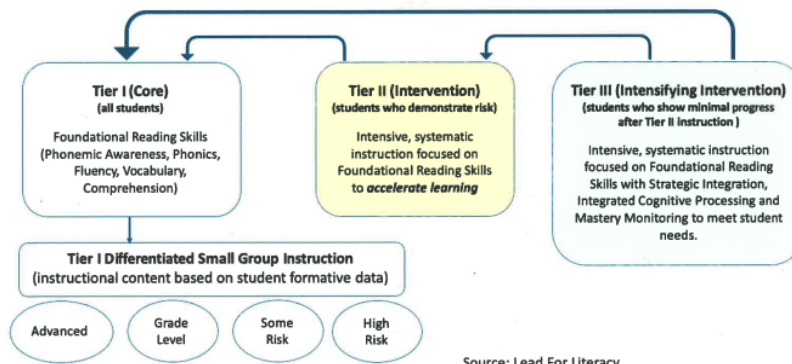 Tier I (Core)
(all students)
Foundational Reading Skills
(Phonemic Awareness, Phonics,
Fluency, Vocabulary,
Comprehension)
Tier II (Intervention)
(students who demonstrate risk)
Intensive, systematic
instruction focused on
Foundational Reading Skills
to accelerate learning
Tier III (Intensifying Intervention)
(students who show minimal progress
after Tier II instruction )
Intensive, systematic instruction
focused on Foundational Reading
Skills with Strategic Integration,
Integrated Cognitive Processing and
Mastery Monitoring to meet student
needs.
Tier I Differentiated Small Group Instruction
(instructional content based on student formative data)
Advanced
Grade
Level
Some
Risk
High
Risk
Source: Lead For Literacy